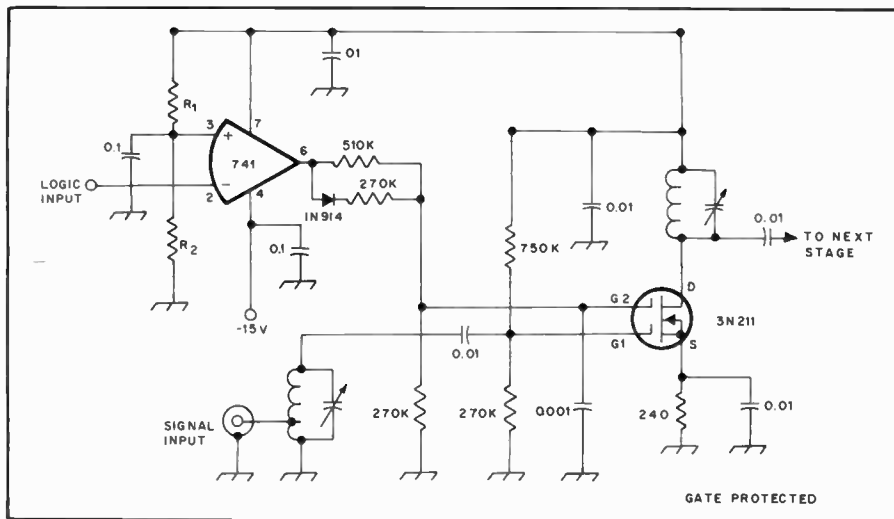 01
R1
3
+
7
0.1
741
6
510K
LOGIC
INPUT
2
-
4
IN914
270K
0.01
750K
0.01
TO NEXT
STAGE
R2
0.1
D
G2
3N211
-15V
G1
S
0.01
SIGNAL
INPUT
270K
270K
0.001
240
0.01
GATE PROTECTED